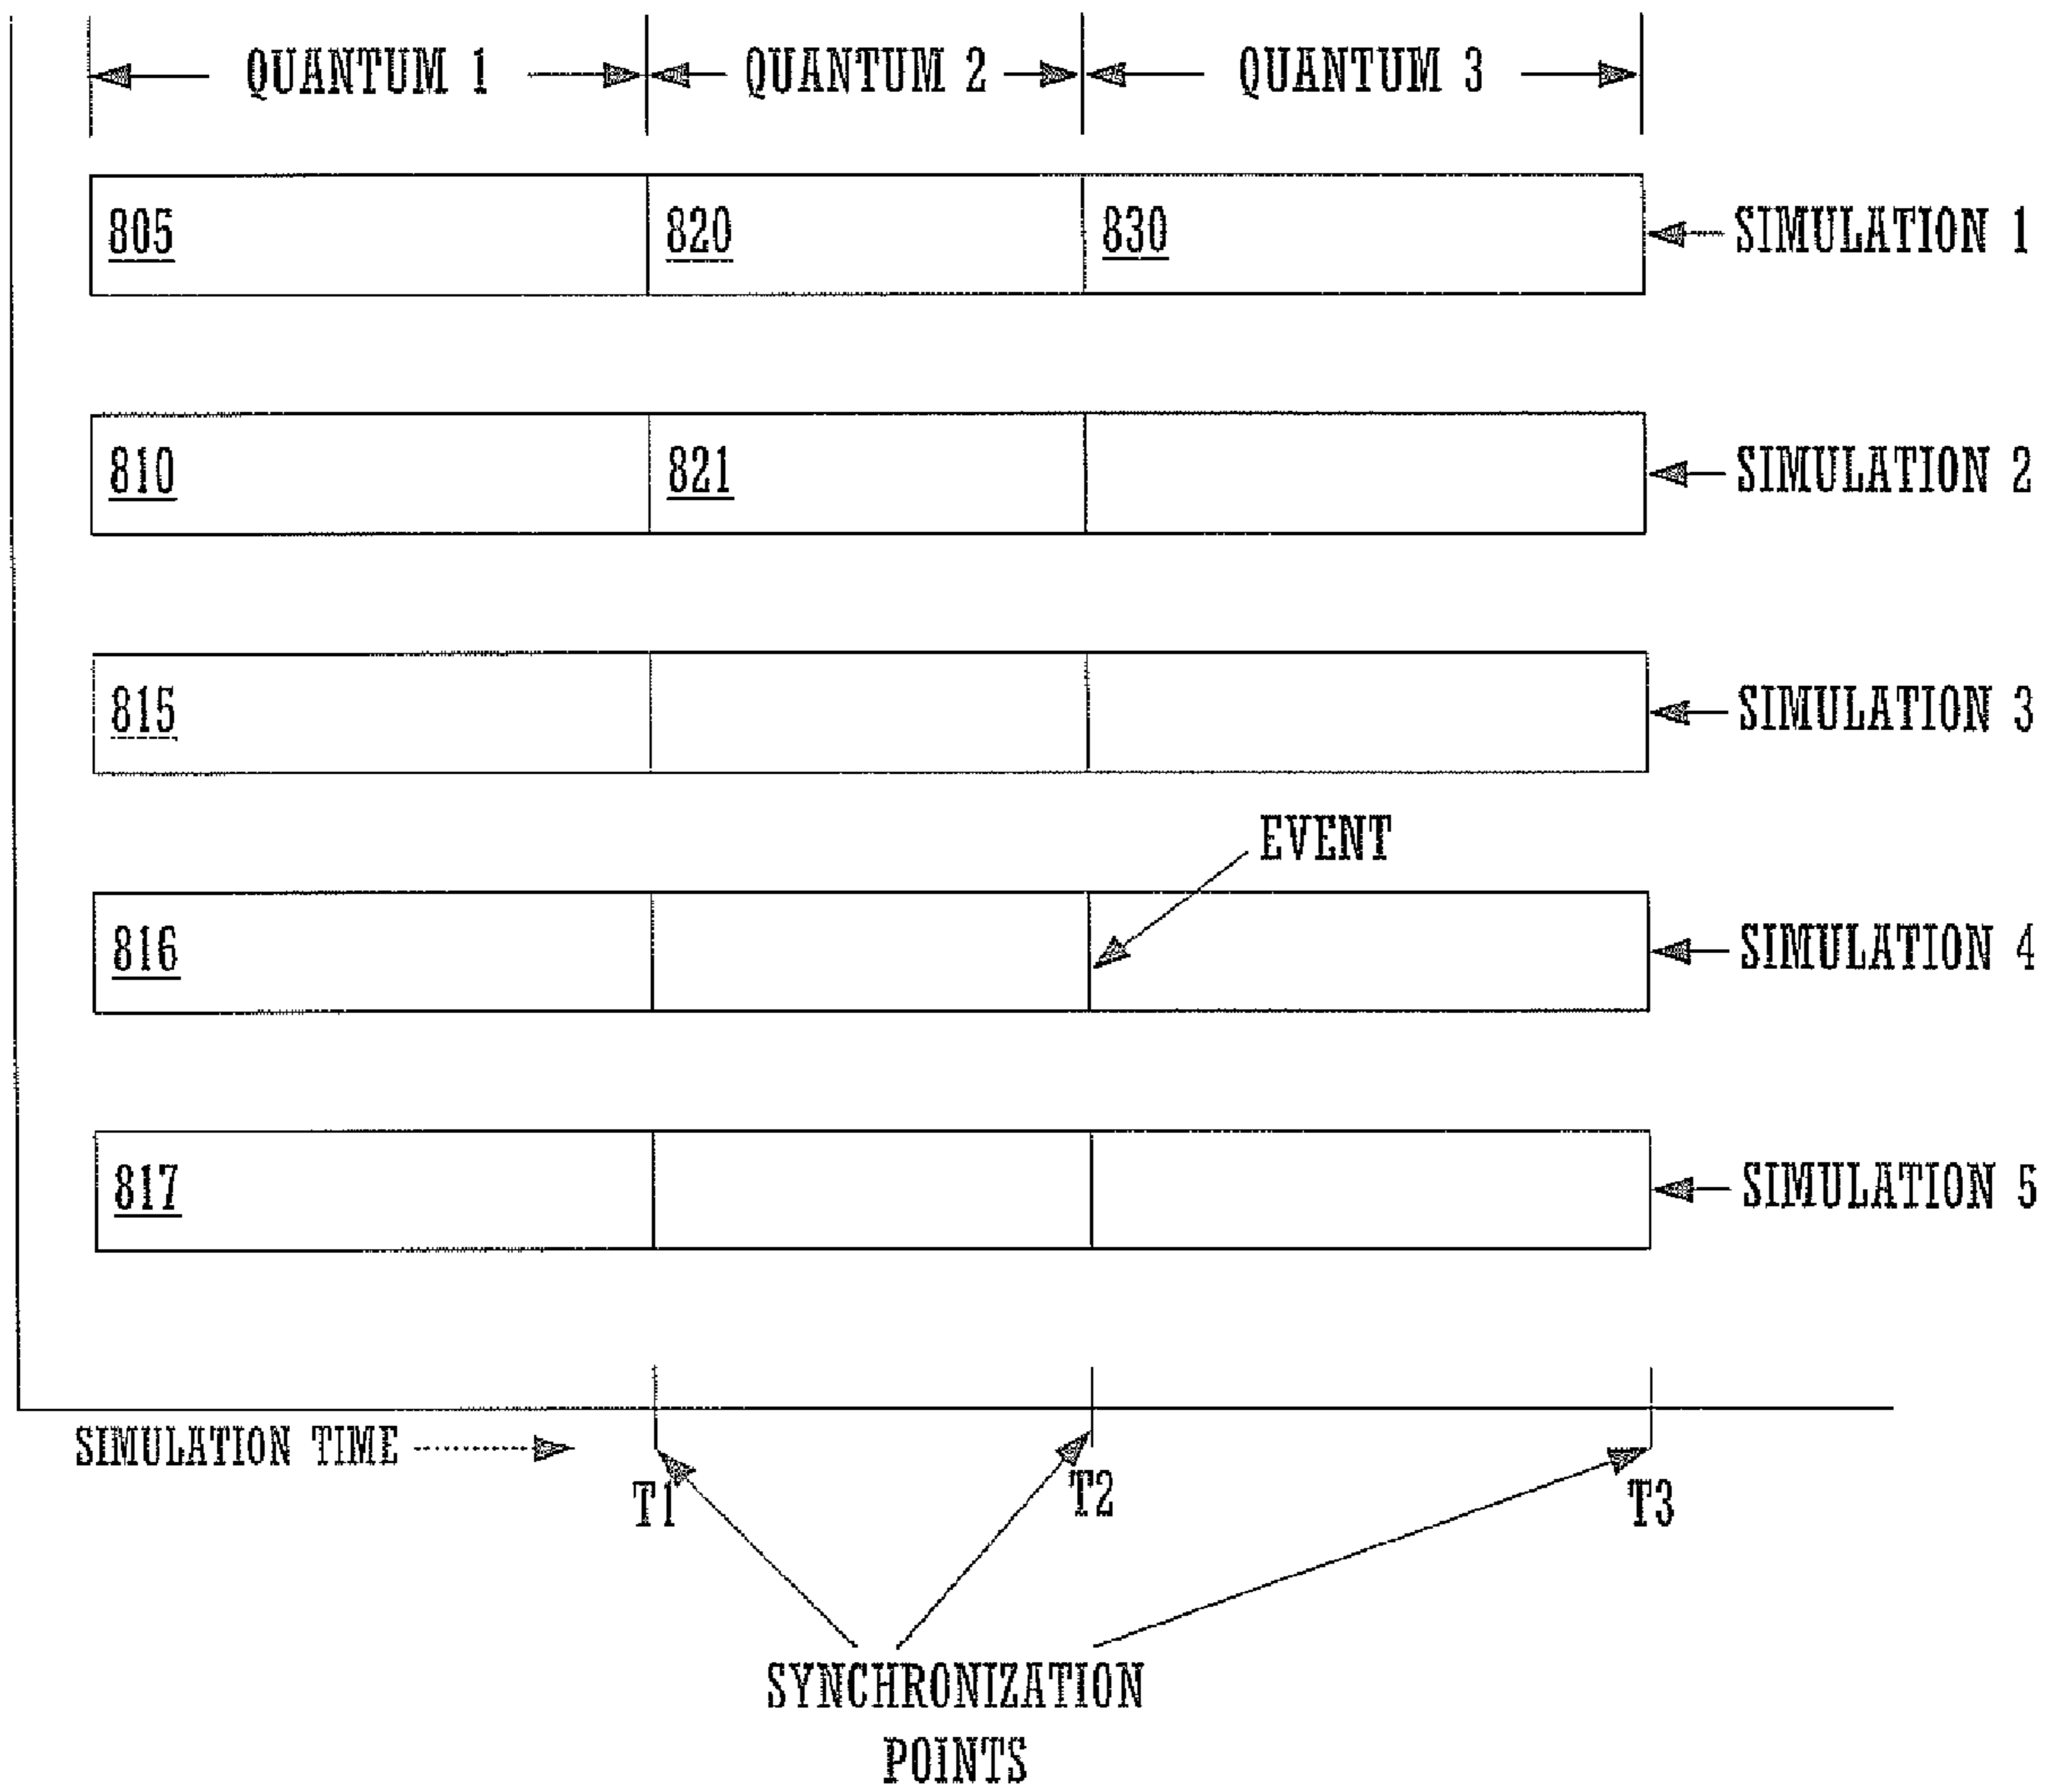 QUANTUM 1 QUANTUM 2 QUANTUM 3
805 820 830 SIMULATION 1
810 821 SIMULATION 2
815 SIMULATION 3
EVENT
816 SIMULATION 4
817 SIMULATION 5
SIMULATION TIME
T1 T2 T3
SYNCHRONIZATION
POINTS